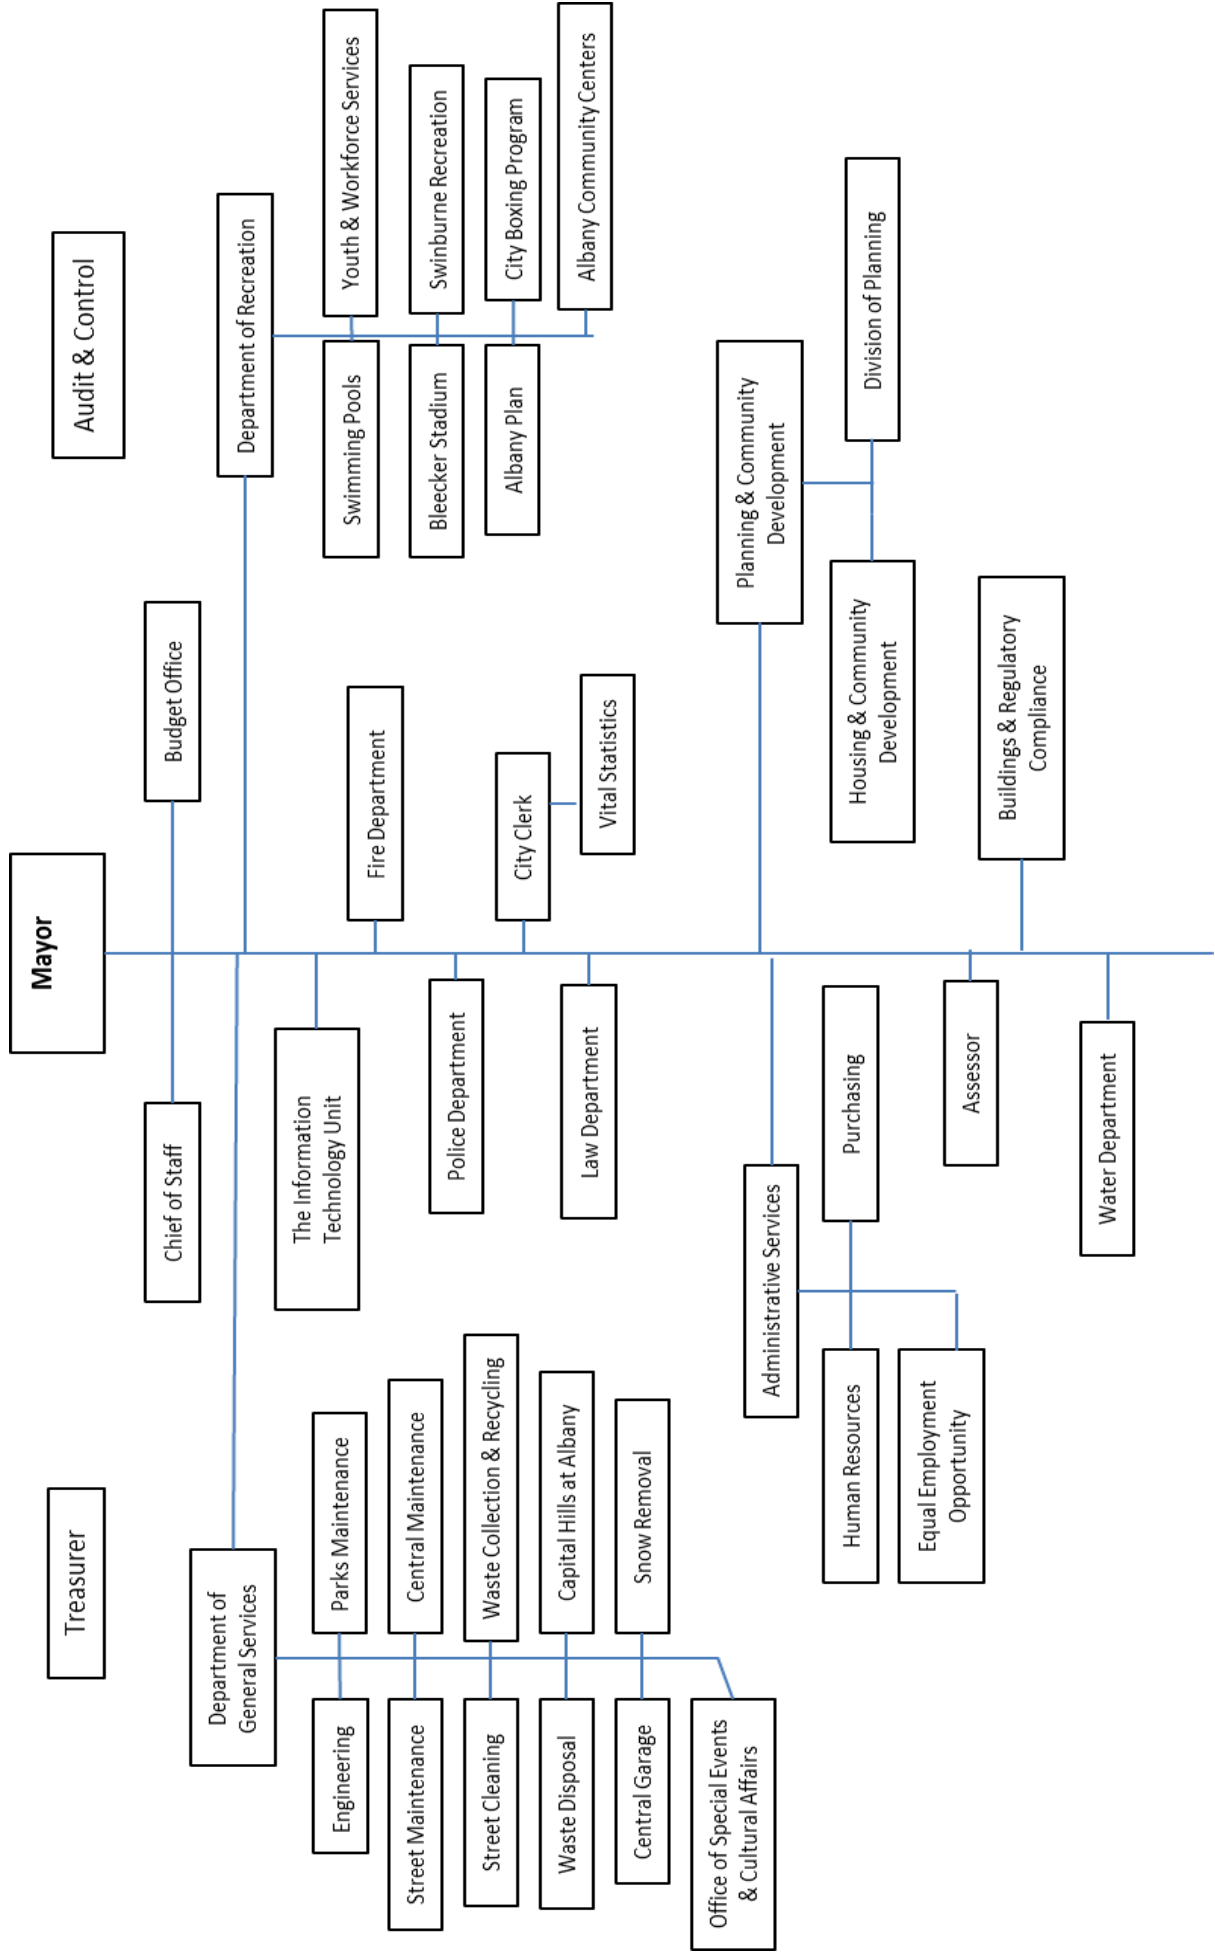 Treasurer
Mayor
Audit & Control
Chief of Staff
Budget Office
Department of
General Services
Department of Recreation
The Information
Technology Unit
Fire Department
Engineering
Parks Maintenance
Swimming Pools
Youth & Workforce Services
Street Maintenance
Central Maintenance
Police Department
Bleecker Stadium
Swinburne Recreation
Street Cleaning
Waste Collection & Recycling
City Clerk
Albany Plan
City Boxing Program
Waste Disposal
Capital Hills at Albany
Law Department
Vital Statistics
Albany Community Centers
Central Garage
Snow Removal
Office of Special Events
& Cultural Affairs
Administrative Services
Planning & Community
Development
Human Resources
Purchasing
Housing & Community
Development
Division of Planning
Equal Employment
Opportunity
Assessor
Buildings & Regulatory
Compliance
Water Department